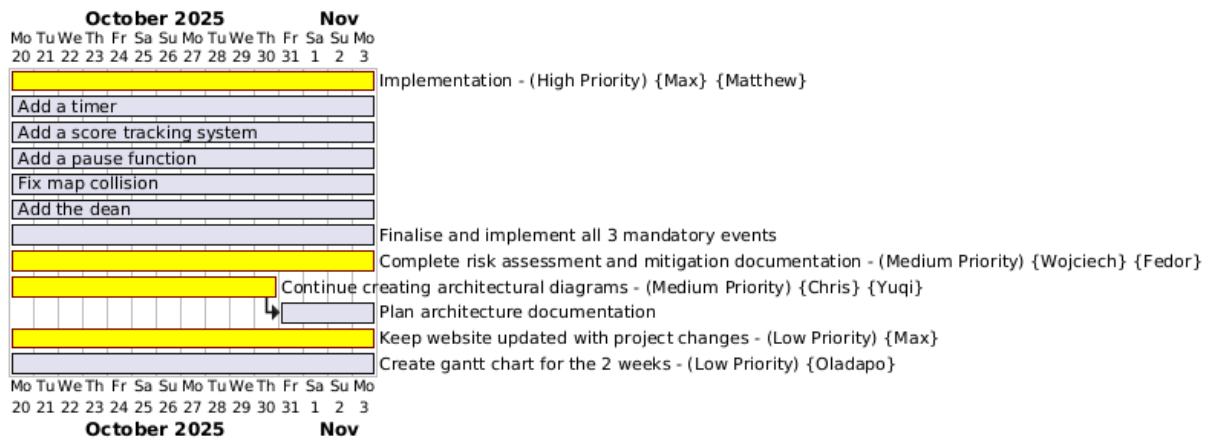 October 2025 Nov
Mo Tu We Th Fr Sa Su Mo Tu We Th Fr Sa Su Mo
20 21 22 23 24 25 26 27 28 29 30 31 1 2 3
Implementation - (High Priority) {Max} {Matthew}
Add a timer
Add a score tracking system
Add a pause function
Fix map collision
Add the dean
Finalise and implement all 3 mandatory events
Complete risk assessment and mitigation documentation - (Medium Priority) {Wojciech} {Fedor}
Continue creating architectural diagrams - (Medium Priority) {Chris} {Yuqi}
Plan architecture documentation
Keep website updated with project changes - (Low Priority) {Max}
Create gantt chart for the 2 weeks - (Low Priority) {Oladapo}
Mo Tu We Th Fr Sa Su Mo Tu We Th Fr Sa Su Mo
20 21 22 23 24 25 26 27 28 29 30 31 1 2 3
October 2025 Nov